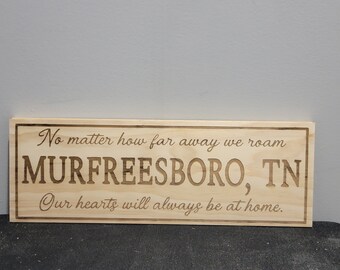 No matter how far away we roam
MURFREESBORO, TN
Our hearts will always be at home.